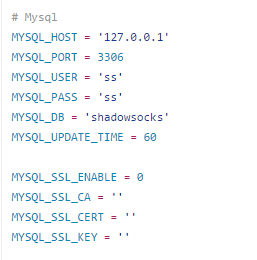 # Mysql
MYSQL_HOST = '127.0.0.1'
MYSQL_PORT = 3306
MYSQL_USER = 'ss'
MYSQL_PASS = 'ss'
MYSQL_DB = 'shadowsocks'
MYSQL_UPDATE_TIME = 60
MYSQL_SSL_ENABLE = 0
MYSQL_SSL_CA = ''
MYSQL_SSL_CERT = ''
MYSQL_SSL_KEY = ''